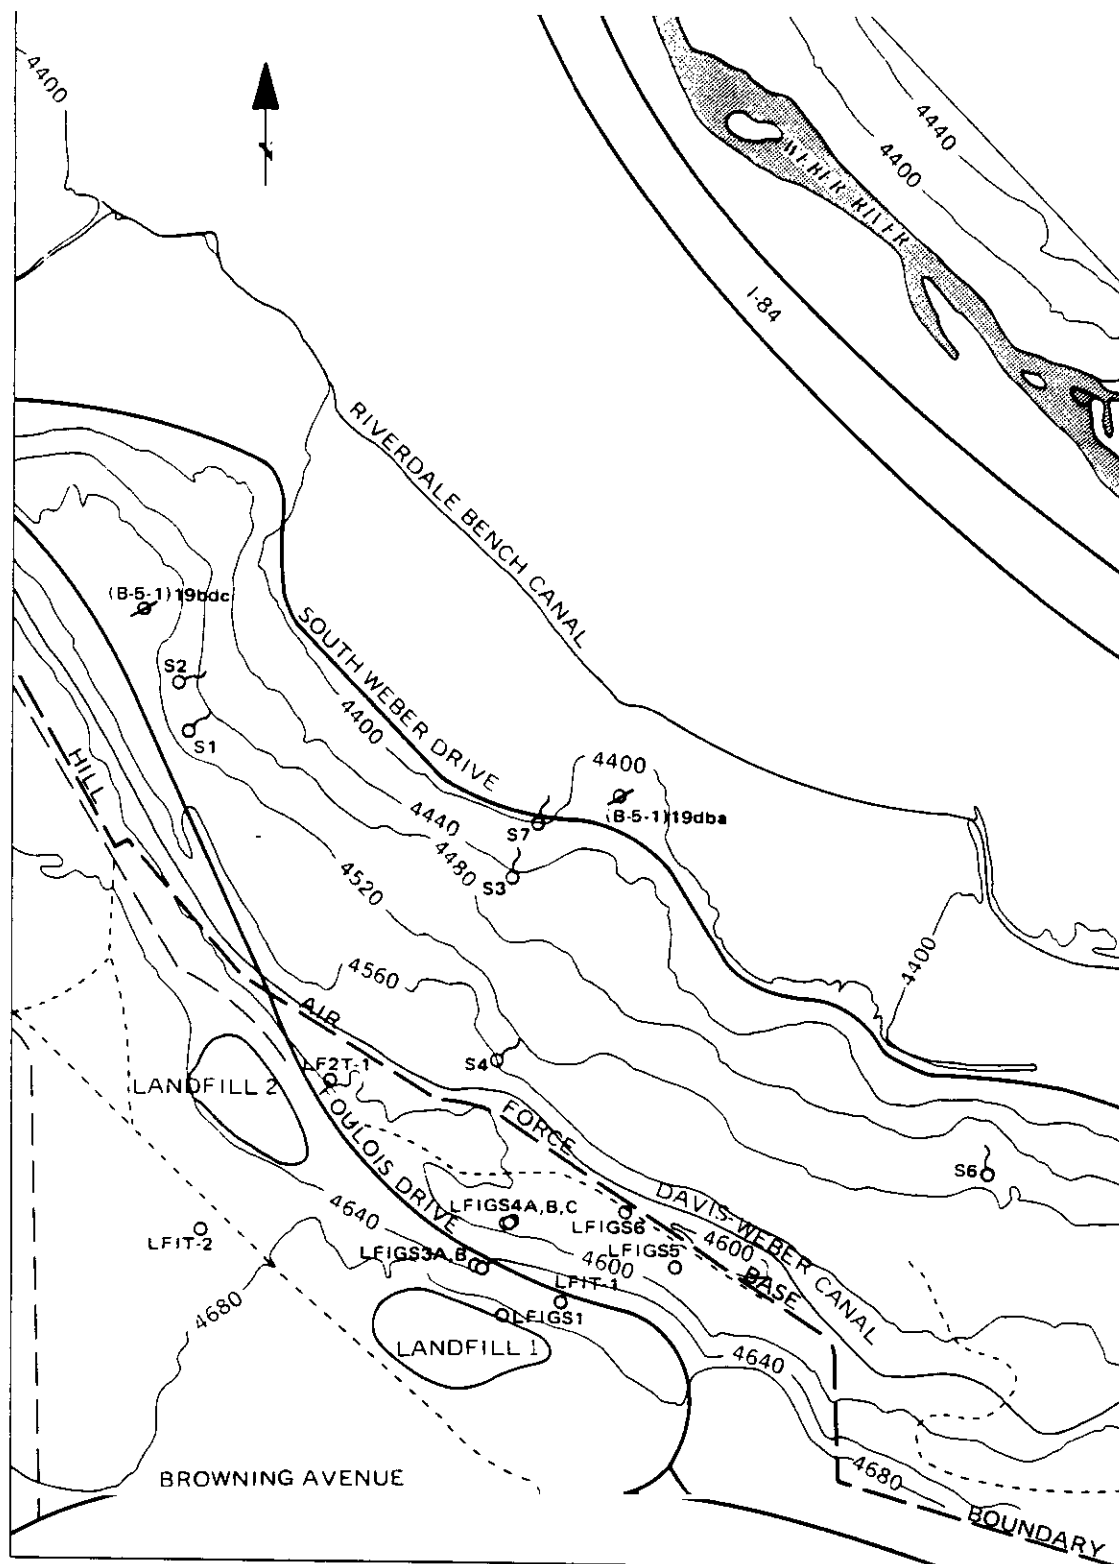 4400
4440
4400
WEBER RIVER
I-84
RIVERDALE BENCH CANAL
(B-5-1)19bdc
SOUTH WEBER DRIVE
S2
S1
4400
4400
HILL
(B-5-1)19dba
S7
4440
4480
S3
4520
4400
4560
AIR
S4
LF2T-1
LANDFILL 2
FOULOIS DRIVE
FORCE
S6
DAVIS-WEBER CANAL
LFIGS4A,B,C
LFIGS6
4640
LFIT-2
4600
LFIGS5
LFIGS3A,B
4600
BASE
LFIT-1
4680
LFIGS1
LANDFILL 1
4640
BROWNING AVENUE
4680
BOUNDARY